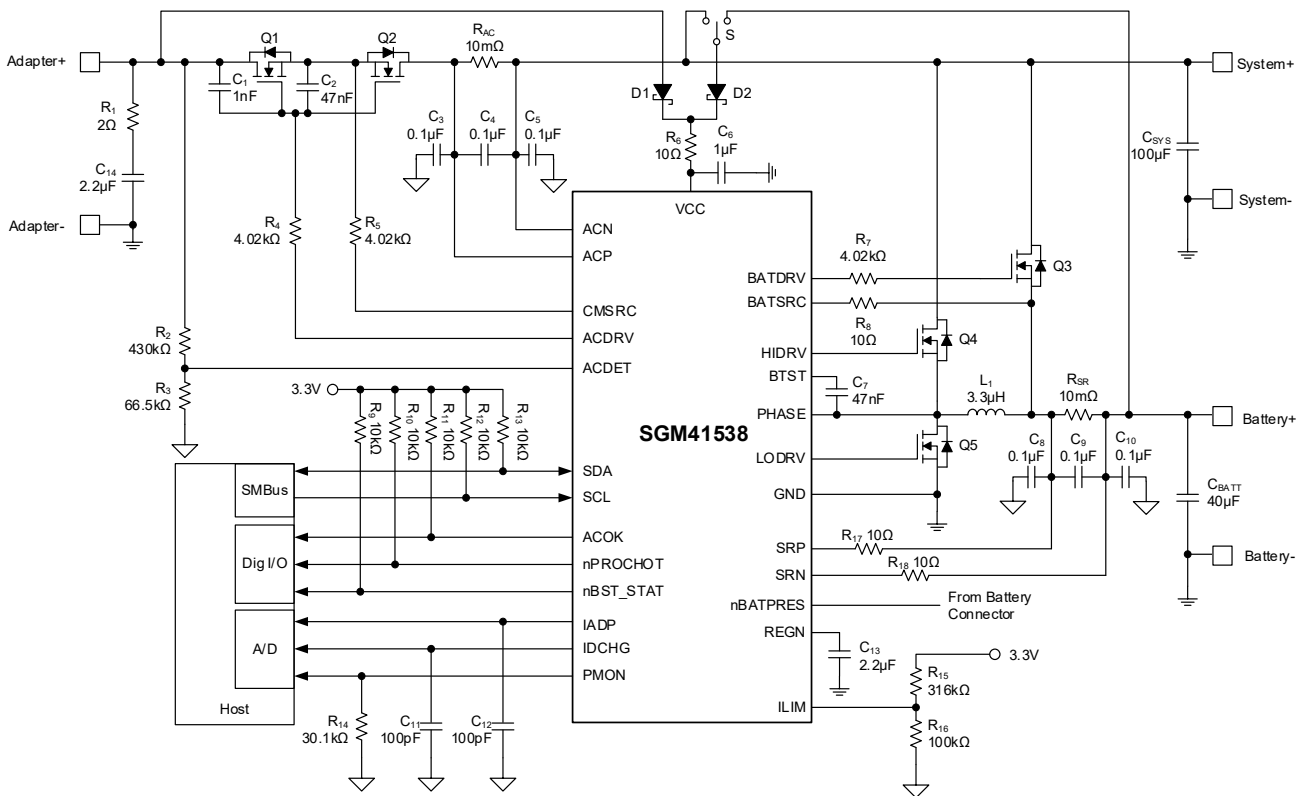 Adapter+
Q1
Q2
RAC
10mΩ
S
System+
C1
1nF
C2
47nF
D1
D2
R1
2Ω
C14
2.2µF
C3
0.1µF
C4
0.1µF
C5
0.1µF
R6
10Ω
C6
1µF
CSYS
100µF
Adapter-
System-
R4
4.02kΩ
R5
4.02kΩ
R2
430kΩ
R3
66.5kΩ
VCC
ACN
ACP
CMSRC
ACDRV
ACDET
SDA
SCL
ACOK
nPROCHOT
nBST_STAT
IADP
IDCHG
PMON
SGM41538
BATDRV
BATSRC
HIDRV
BTST
PHASE
LODRV
GND
SRP
SRN
nBATPRES
REGN
ILIM
R7
4.02kΩ
R8
10Ω
Q3
Q4
Q5
C7
47nF
L1
3.3µH
RSR
10mΩ
Battery+
C8
0.1µF
C9
0.1µF
C10
0.1µF
CBATT
40µF
Battery-
R17 10Ω
R18 10Ω
From Battery
Connector
C13
2.2µF
3.3V
R15
316kΩ
R16
100kΩ
3.3V
R9 10kΩ
R10 10kΩ
R11 10kΩ
R12 10kΩ
R13 10kΩ
SMBus
Dig I/O
A/D
Host
R14
30.1kΩ
C11
100pF
C12
100pF